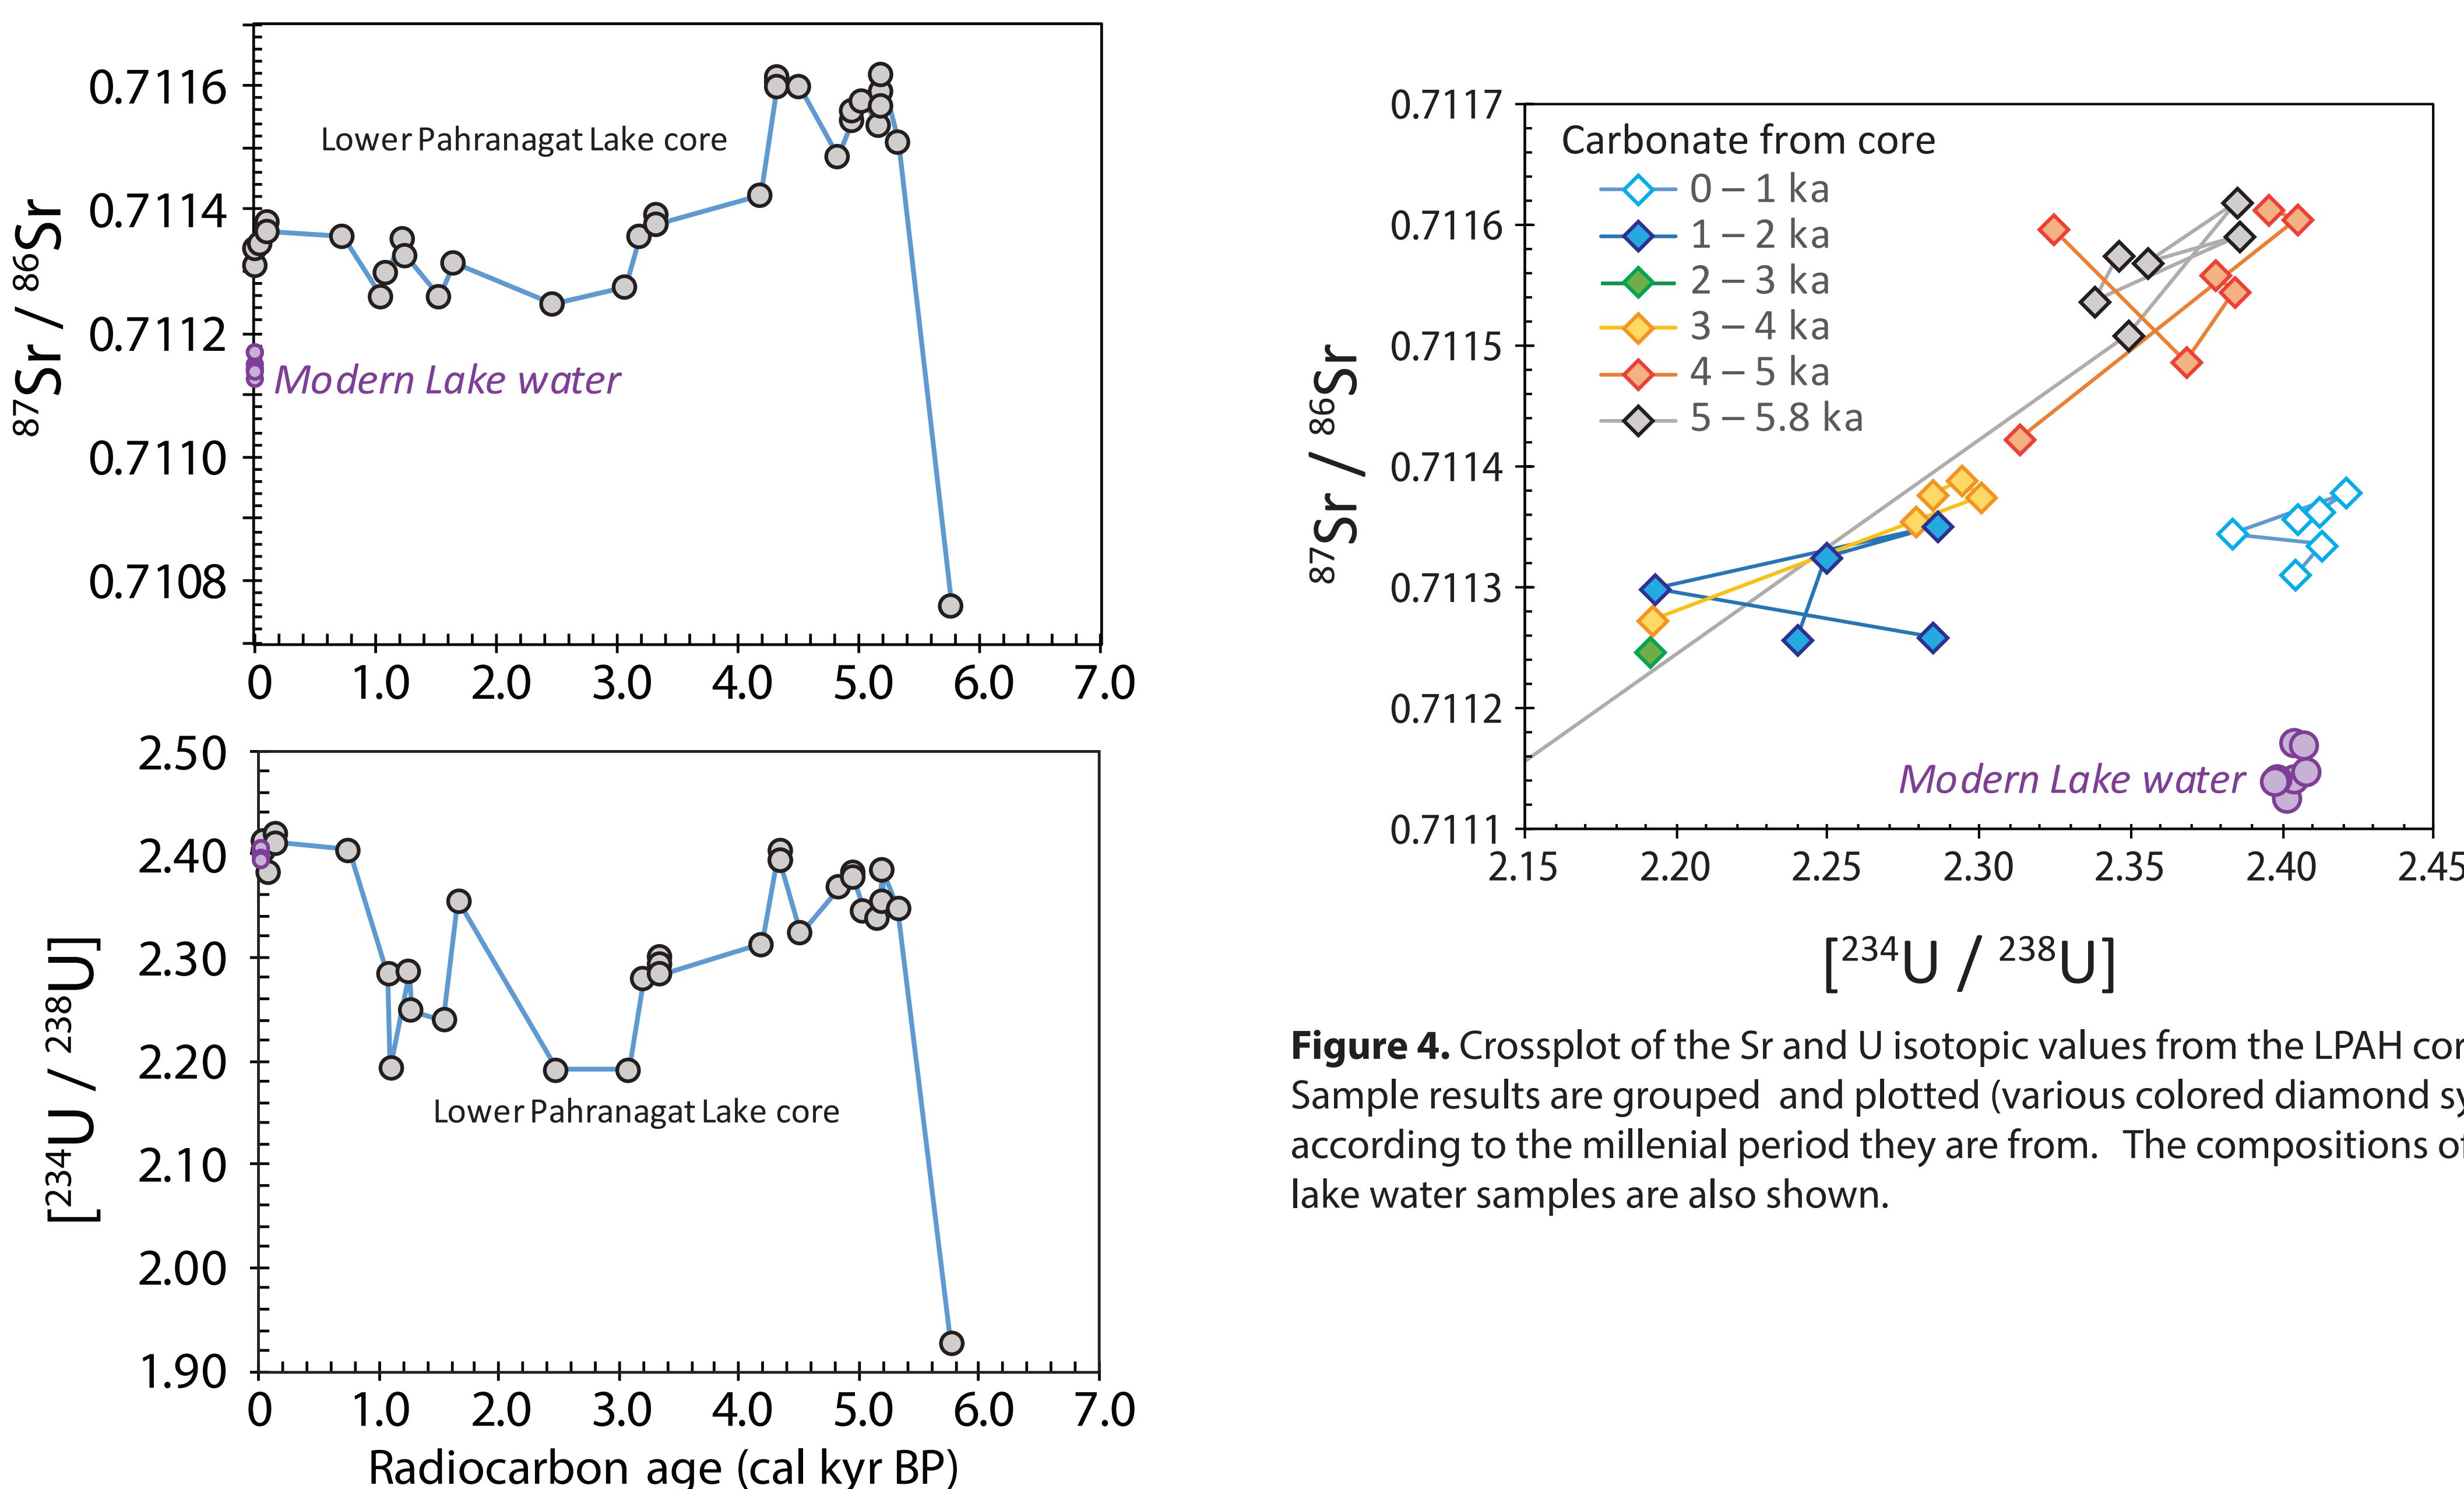 0.71116
0.71114
0.71112
0.71110
0.7108
87Sr / 86Sr
Lower Pahranagat Lake core
Modern Lake water
0 1.0 2.0 3.0 4.0 5.0 6.0 7.0
2.50
2.40
2.30
2.20
2.10
2.00
1.90
[234U / 238U]
Lower Pahranagat Lake core
0 1.0 2.0 3.0 4.0 5.0 6.0 7.0
Radiocarbon age (cal kyr BP)
0.7117
0.7116
0.7115
0.7114
0.7113
0.7112
0.7111
87Sr / 86Sr
Carbonate from core
0 – 1 ka
1 – 2 ka
2 – 3 ka
3 – 4 ka
4 – 5 ka
5 – 5.8 ka
Modern Lake water
2.15 2.20 2.25 2.30 2.35 2.40 2.45
[234U / 238U]
Figure 4. Crossplot of the Sr and U isotopic values from the LPAH
Sample results are grouped and plotted (various colored diamond
according to the millenial period they are from. The compositions
lake water samples are also shown.